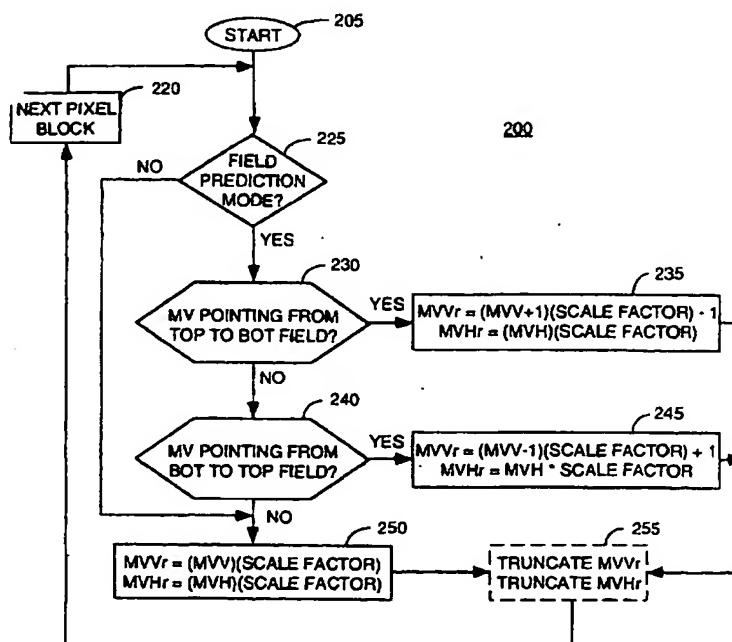 START
205
220
NEXT PIXEL
BLOCK
225
200
FIELD
PREDICTION
MODE?
NO
YES
230
MV POINTING FROM
TOP TO BOT FIELD?
YES
235
MVVr = (MVV+1)(SCALE FACTOR) - 1
MVHr = (MVH)(SCALE FACTOR)
NO
240
MV POINTING FROM
BOT TO TOP FIELD?
YES
245
MVVr = (MVV-1)(SCALE FACTOR) + 1
MVHr = MVH * SCALE FACTOR
NO
250
MVVr = (MVV)(SCALE FACTOR)
MVHr = (MVH)(SCALE FACTOR)
255
TRUNCATE MVVr
TRUNCATE MVHr